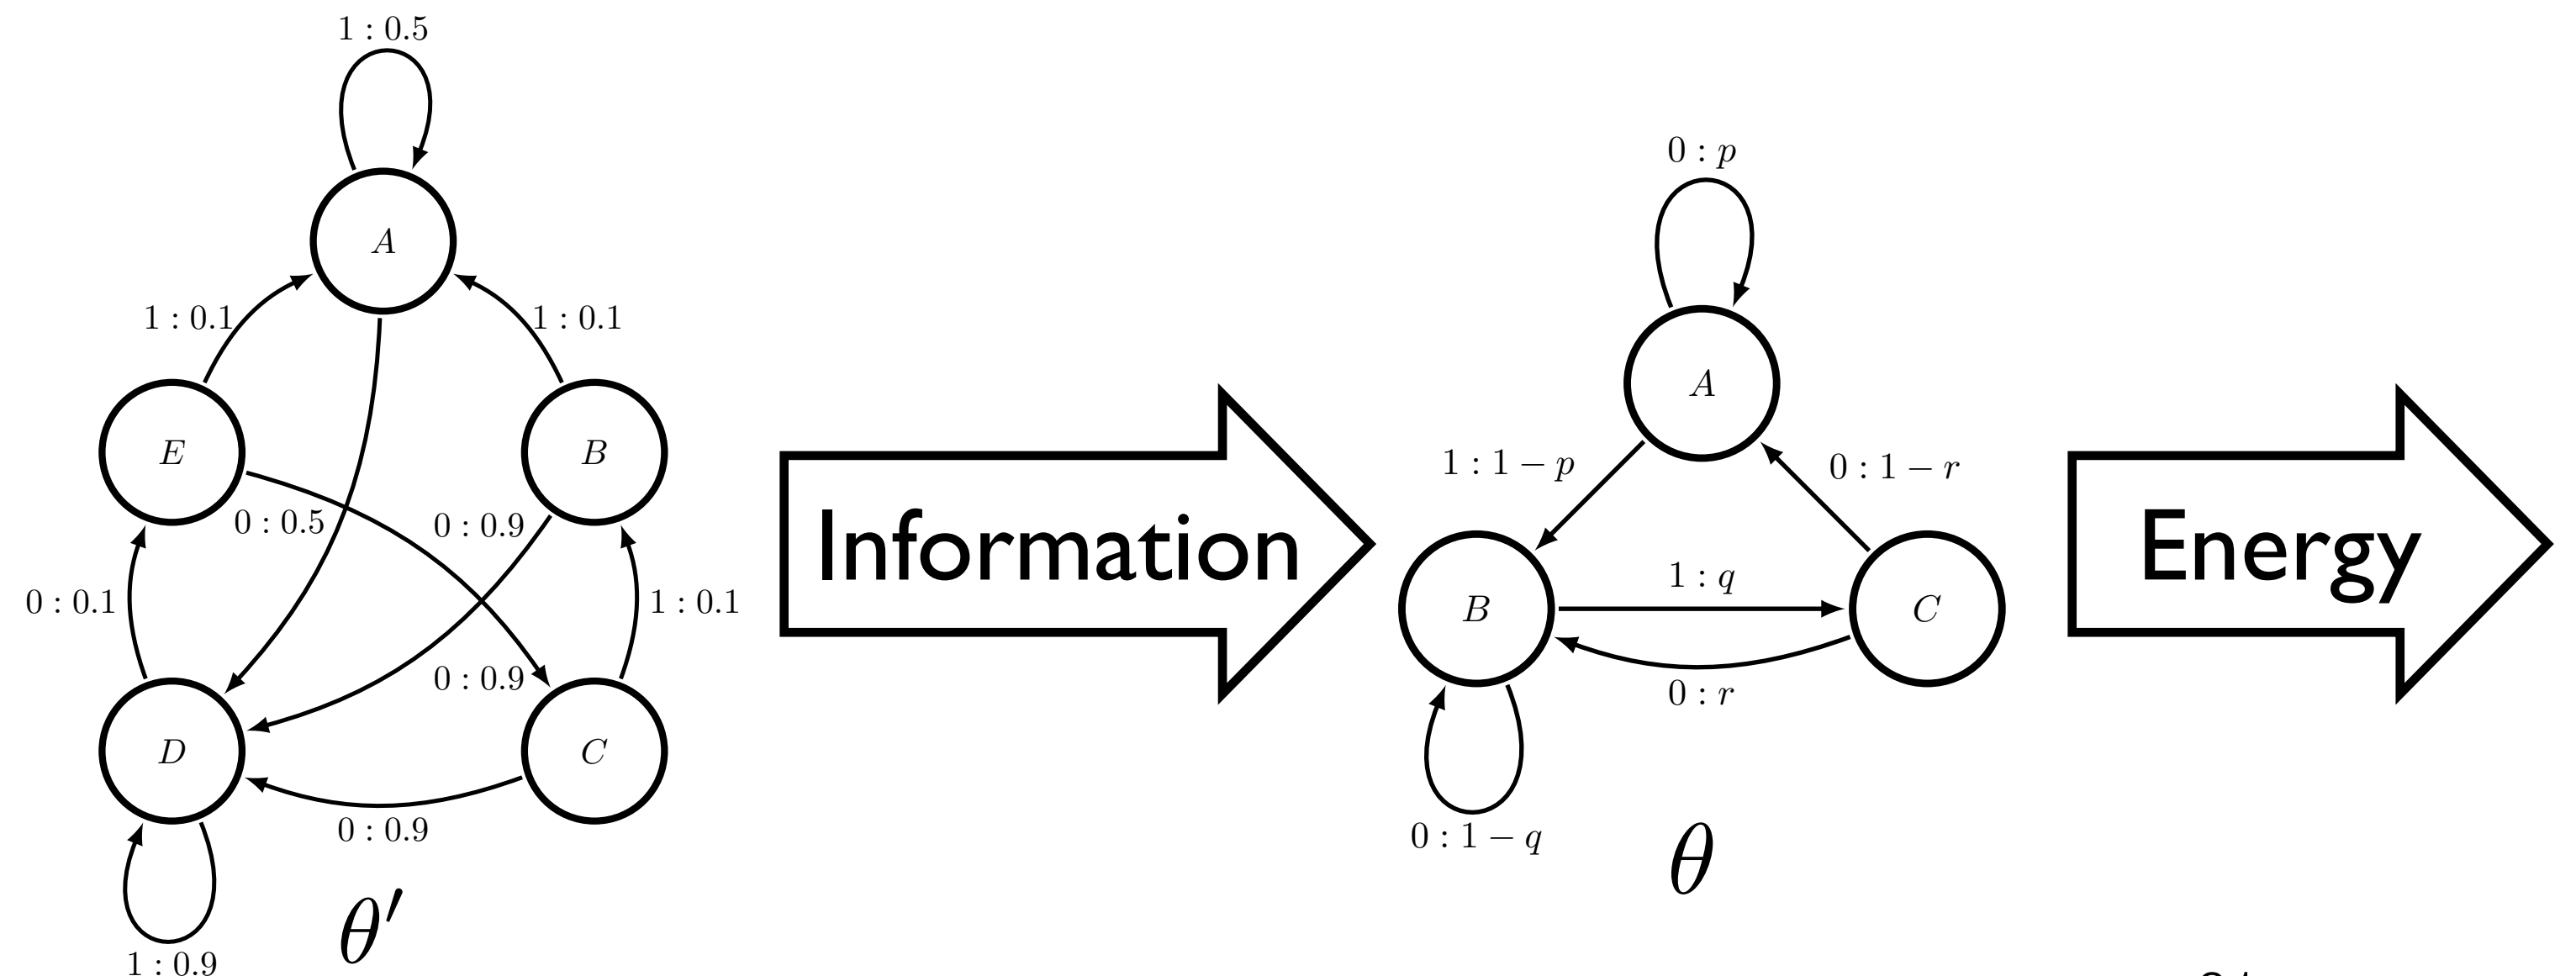 1 : 0.5
A
1 : 0.1
1 : 0.1
E
B
0 : 0.5
0 : 0.9
0 : 0.1
1 : 0.1
0 : 0.9
D
C
0 : 0.9
1 : 0.9
θ′
Information
0 : p
A
1 : 1 − p
0 : 1 − r
1 : q
B
C
0 : r
0 : 1 − q
θ
Energy